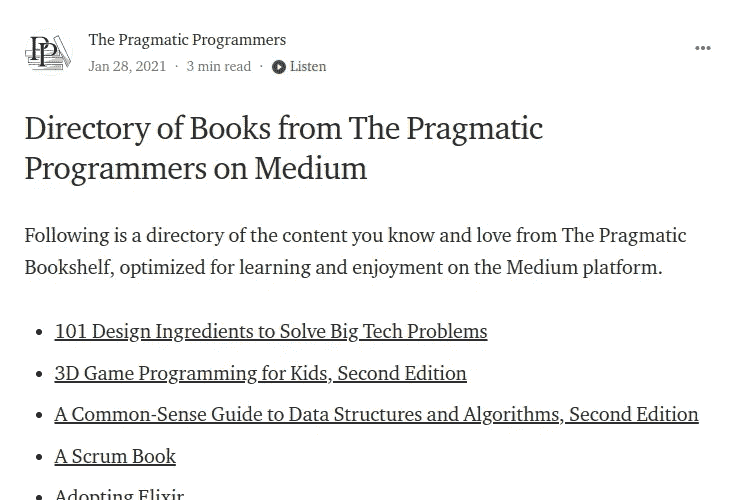 The Pragmatic Programmers
Jan 28, 2021 · 3 min read · Listen
Directory of Books from The Pragmatic
Programmers on Medium
Following is a directory of the content you know and love from The Pragmatic
Bookshelf, optimized for learning and enjoyment on the Medium platform.
• 101 Design Ingredients to Solve Big Tech Problems
• 3D Game Programming for Kids, Second Edition
• A Common-Sense Guide to Data Structures and Algorithms, Second Edition
• A Scrum Book
• Adopting Elixir